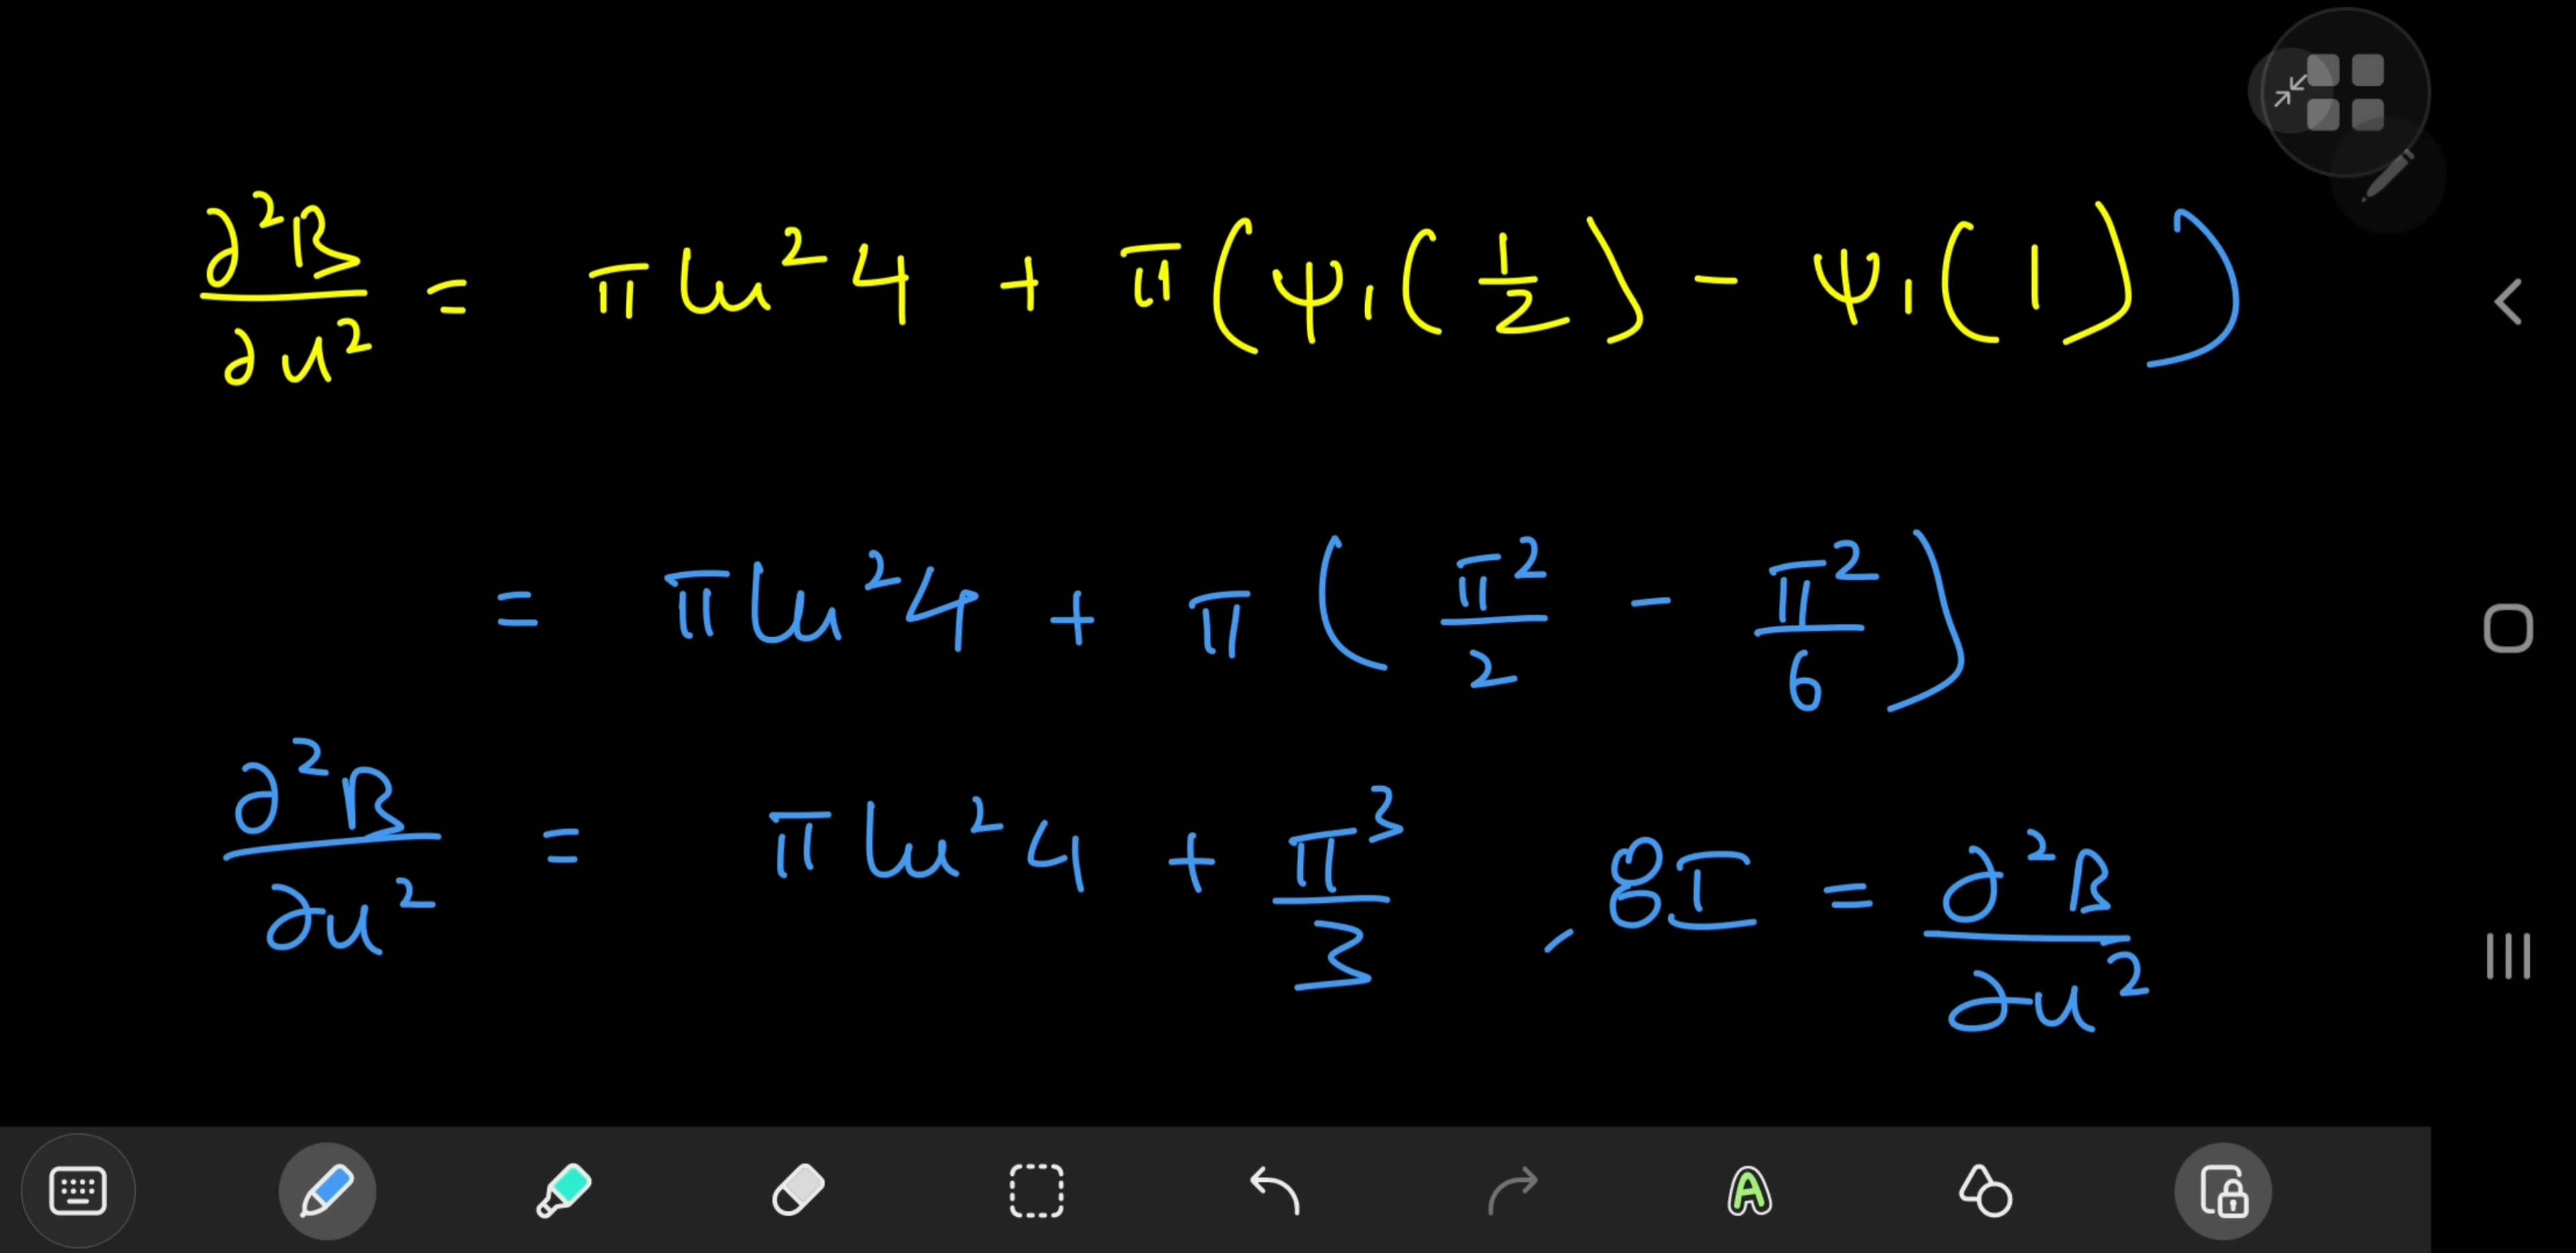 ∂²B/∂u² = π ln²4 + π(ψ₁(1/2) - ψ₁(1))
= π ln²4 + π(π²/2 - π²/6)
∂²B/∂u² = π ln²4 + π³/3 , 8I = ∂²B/∂u²
A